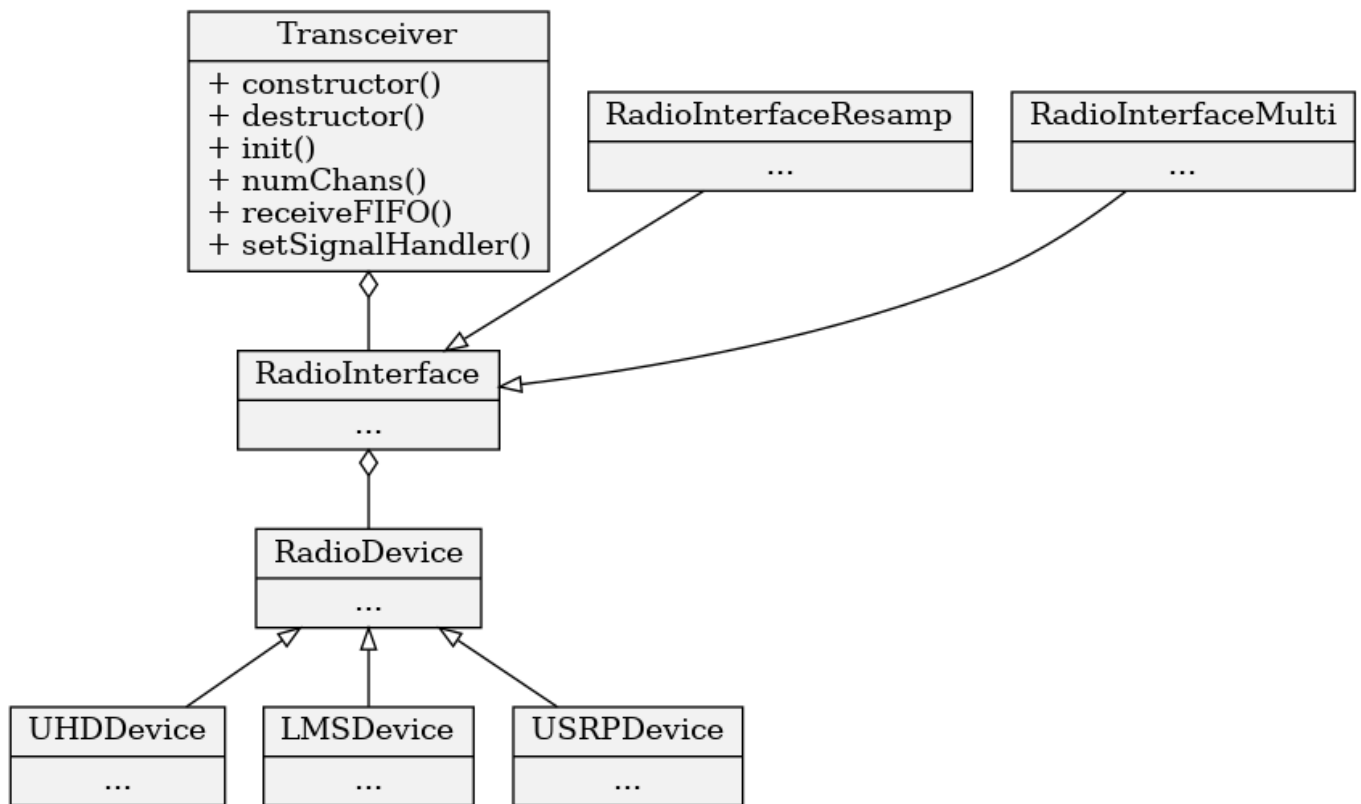 Transceiver
+ constructor()
+ destructor()
+ init()
+ numChans()
+ receiveFIFO()
+ setSignalHandler()
RadioInterfaceResamp
...
RadioInterfaceMulti
...
RadioInterface
...
RadioDevice
...
UHDDevice
...
LMSDevice
...
USRPDevice
...